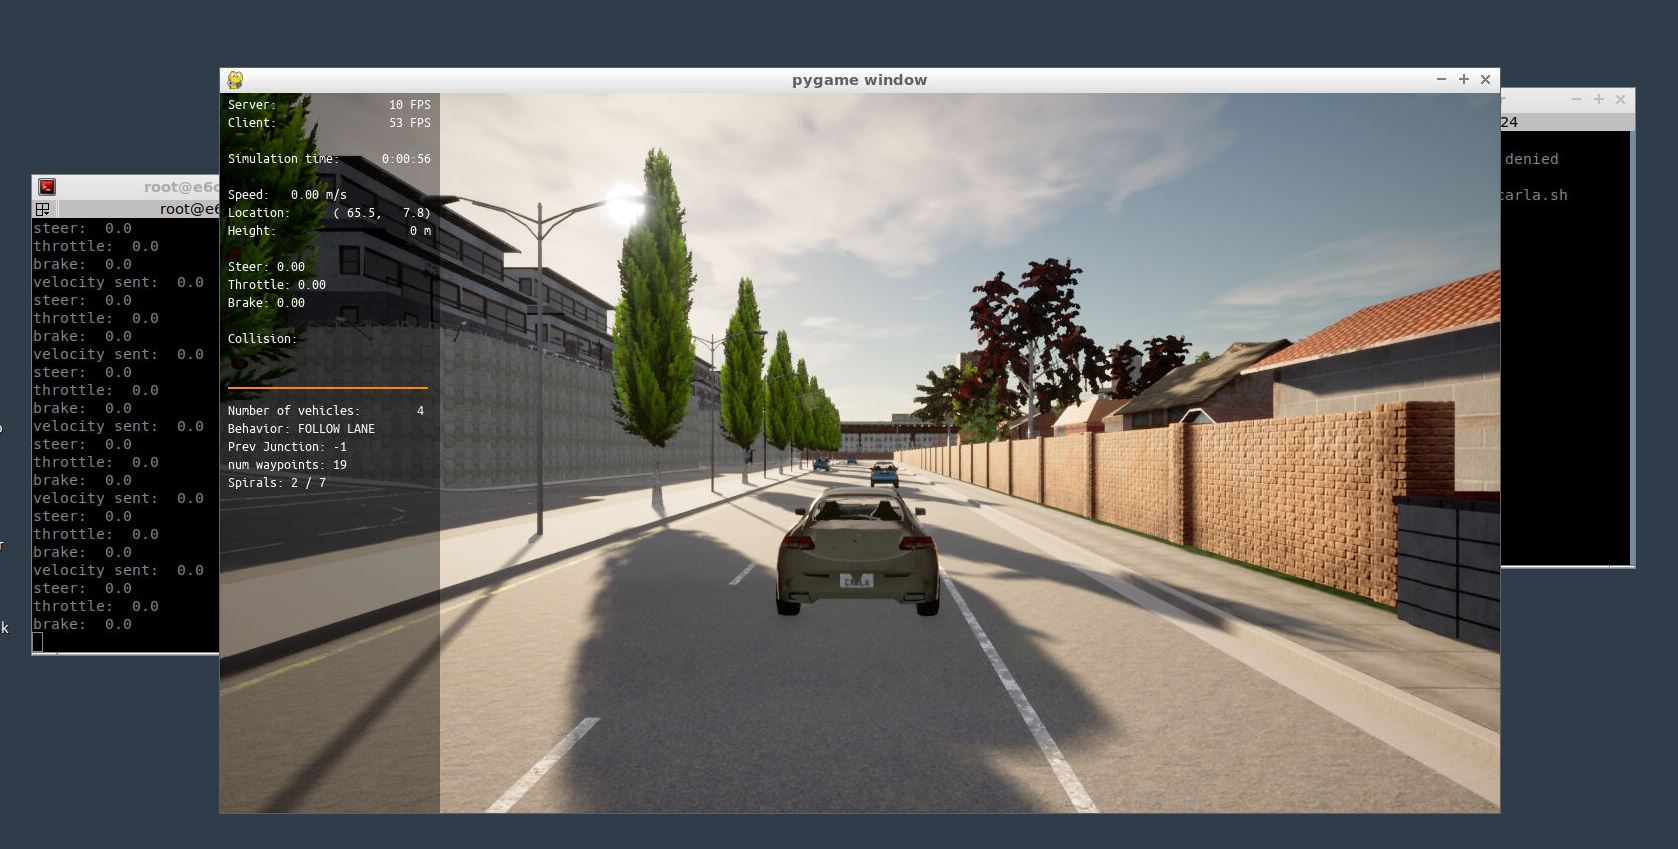 pygame window
Server: 10 FPS
Client: 53 FPS
Simulation time: 0:00:56
Speed: 0.00 m/s
Location: ( 65.5, 7.8)
Height: 0 m
Steer: 0.00
Throttle: 0.00
Brake: 0.00
Collision:
Number of vehicles: 4
Behavior: FOLLOW LANE
Prev Junction: -1
num waypoints: 19
Spirals: 2 / 7
CARLA
root@e6
root@e6
steer: 0.0
throttle: 0.0
brake: 0.0
velocity sent: 0.0
steer: 0.0
throttle: 0.0
brake: 0.0
velocity sent: 0.0
steer: 0.0
throttle: 0.0
brake: 0.0
velocity sent: 0.0
steer: 0.0
throttle: 0.0
brake: 0.0
velocity sent: 0.0
steer: 0.0
throttle: 0.0
brake: 0.0
velocity sent: 0.0
steer: 0.0
throttle: 0.0
brake: 0.0
24
denied
carla.sh